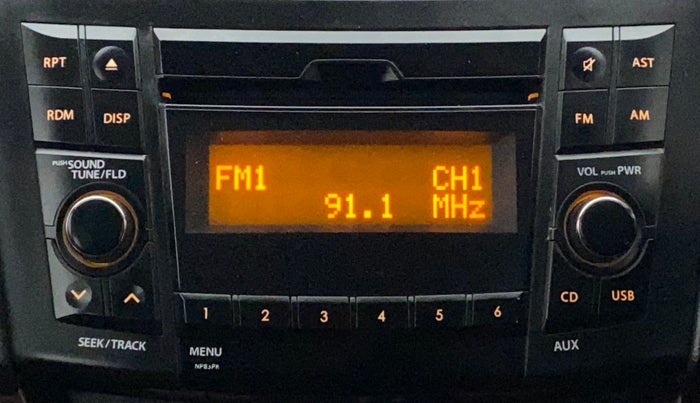 RPT
AST
RDM
DISP
FM
AM
PUSH SOUND
TUNE/FLD
VOL PUSH PWR
FM1 CH1
91.1 MHz
CD
USB
1 2 3 4 5 6
SEEK/TRACK
MENU
AUX